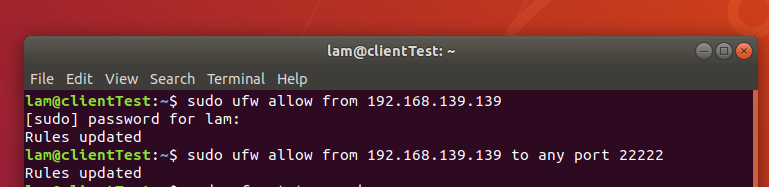 lam@clientTest: ~
File Edit View Search Terminal Help
lam@clientTest:~$ sudo ufw allow from 192.168.139.139
[sudo] password for lam:
Rules updated
lam@clientTest:~$ sudo ufw allow from 192.168.139.139 to any port 22222
Rules updated